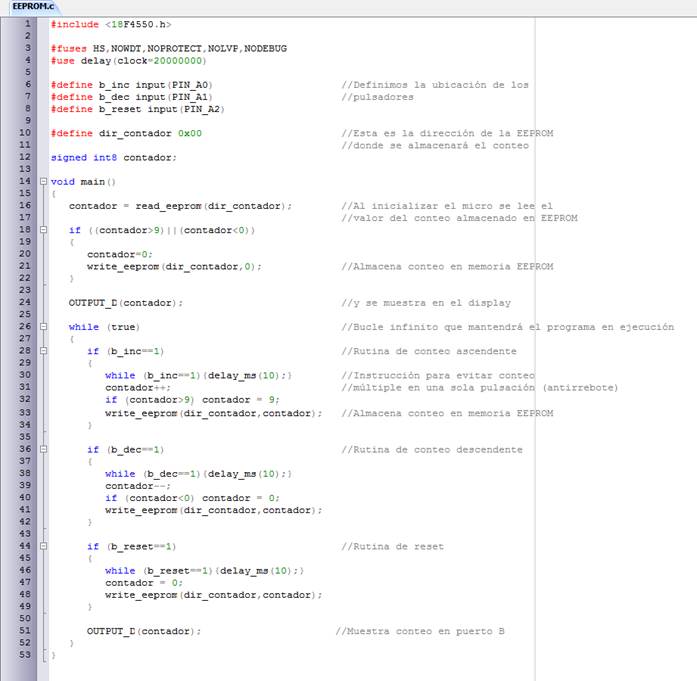 EEPROM.c
1 #include <18F4550.h>
2
3 #fuses HS,NOWDT,NOPROTECT,NOLVP,NODEBUG
4 #use delay(clock=20000000)
5
6 #define b_inc input(PIN_A0) //Definimos la ubicación de los
7 #define b_dec input(PIN_A1) //pulsadores
8 #define b_reset input(PIN_A2)
9
10 #define dir_contador 0x00 //Esta es la dirección de la EEPROM
11 //donde se almacenará el conteo
12 signed int8 contador;
13
14 void main()
15 {
16 contador = read_eeprom(dir_contador); //Al inicializar el micro se lee el
17 //valor del conteo almacenado en EEPROM
18 if ((contador>9)||(contador<0))
19 {
20 contador=0;
21 write_eeprom(dir_contador,0); //Almacena conteo en memoria EEPROM
22 }
23
24 OUTPUT_D(contador); //y se muestra en el display
25
26 while (true) //Bucle infinito que mantendrá el programa en ejecución
27 {
28 if (b_inc==1) //Rutina de conteo ascendente
29 {
30 while (b_inc==1){delay_ms(10);} //Instrucción para evitar conteo
31 contador++; //múltiple en una sola pulsación (antirrebote)
32 if (contador>9) contador = 9;
33 write_eeprom(dir_contador,contador); //Almacena conteo en memoria EEPROM
34 }
35
36 if (b_dec==1) //Rutina de conteo descendente
37 {
38 while (b_dec==1){delay_ms(10);}
39 contador--;
40 if (contador<0) contador = 0;
41 write_eeprom(dir_contador,contador);
42 }
43
44 if (b_reset==1) //Rutina de reset
45 {
46 while (b_reset==1){delay_ms(10);}
47 contador = 0;
48 write_eeprom(dir_contador,contador);
49 }
50
51 OUTPUT_D(contador); //Muestra conteo en puerto B
52 }
53 }